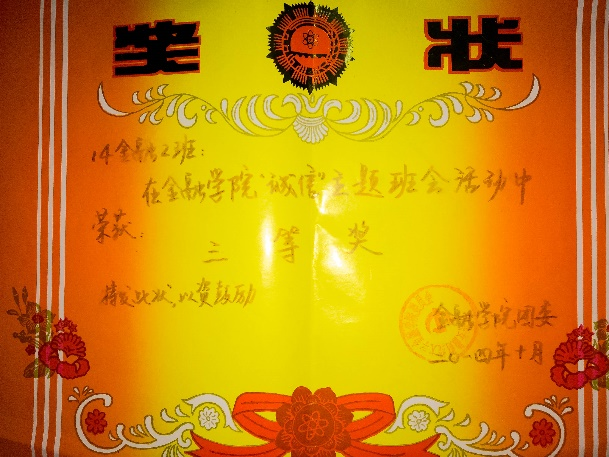 奖状
14金融2班：
在金融学院“诚信”主题班会活动中
荣获：
三等奖
特发此状，以资鼓励
金融学院团委
二〇一四年十月